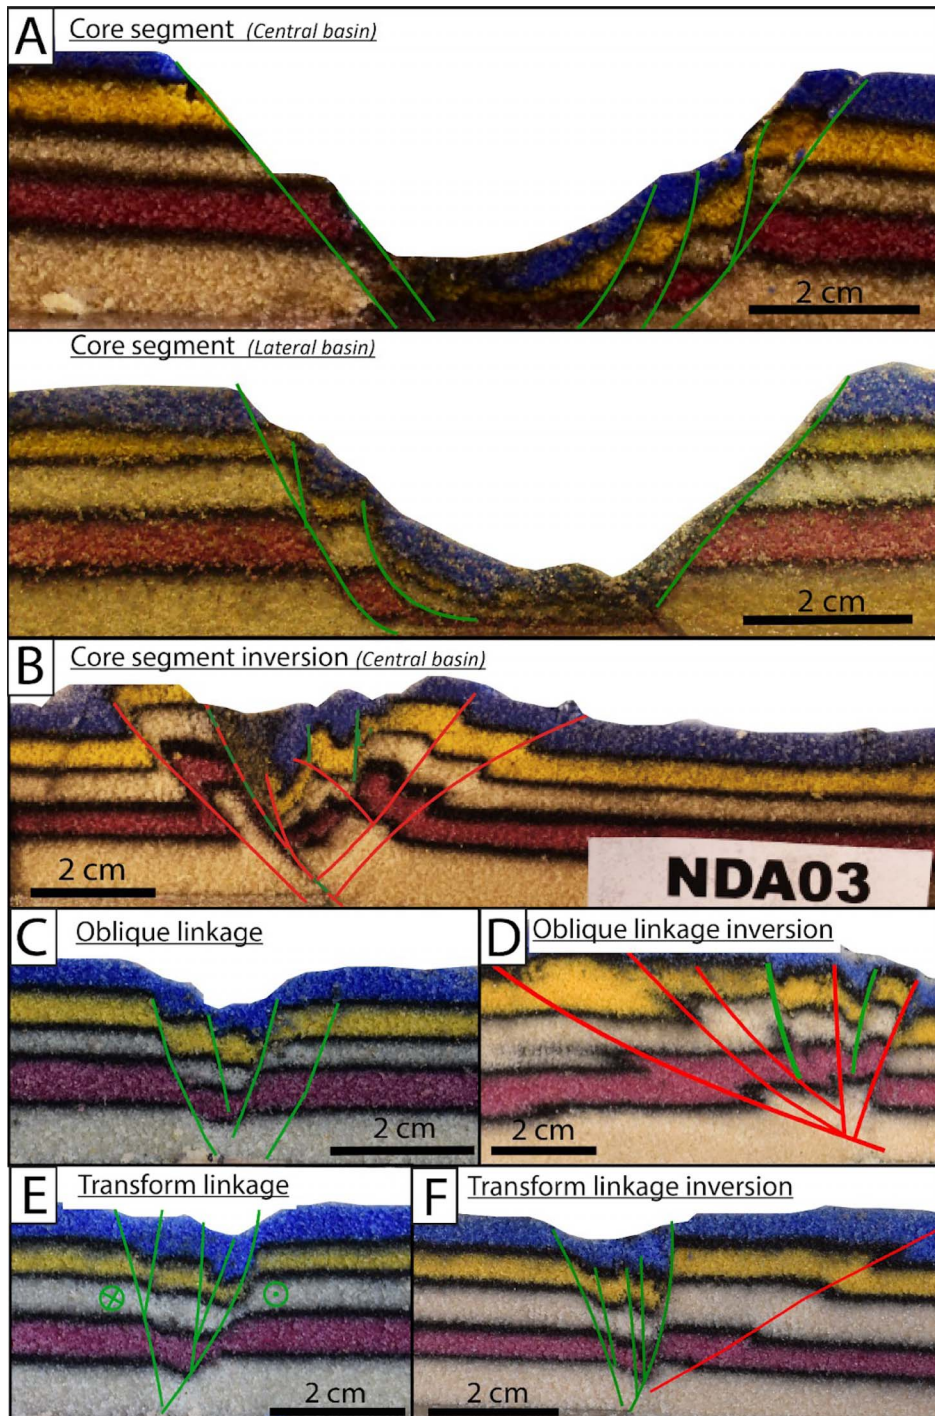 A Core segment (Central basin)
2 cm
Core segment (Lateral basin)
2 cm
B Core segment inversion (Central basin)
2 cm
NDA03
C Oblique linkage
2 cm
D Oblique linkage inversion
2 cm
E Transform linkage
2 cm
F Transform linkage inversion
2 cm